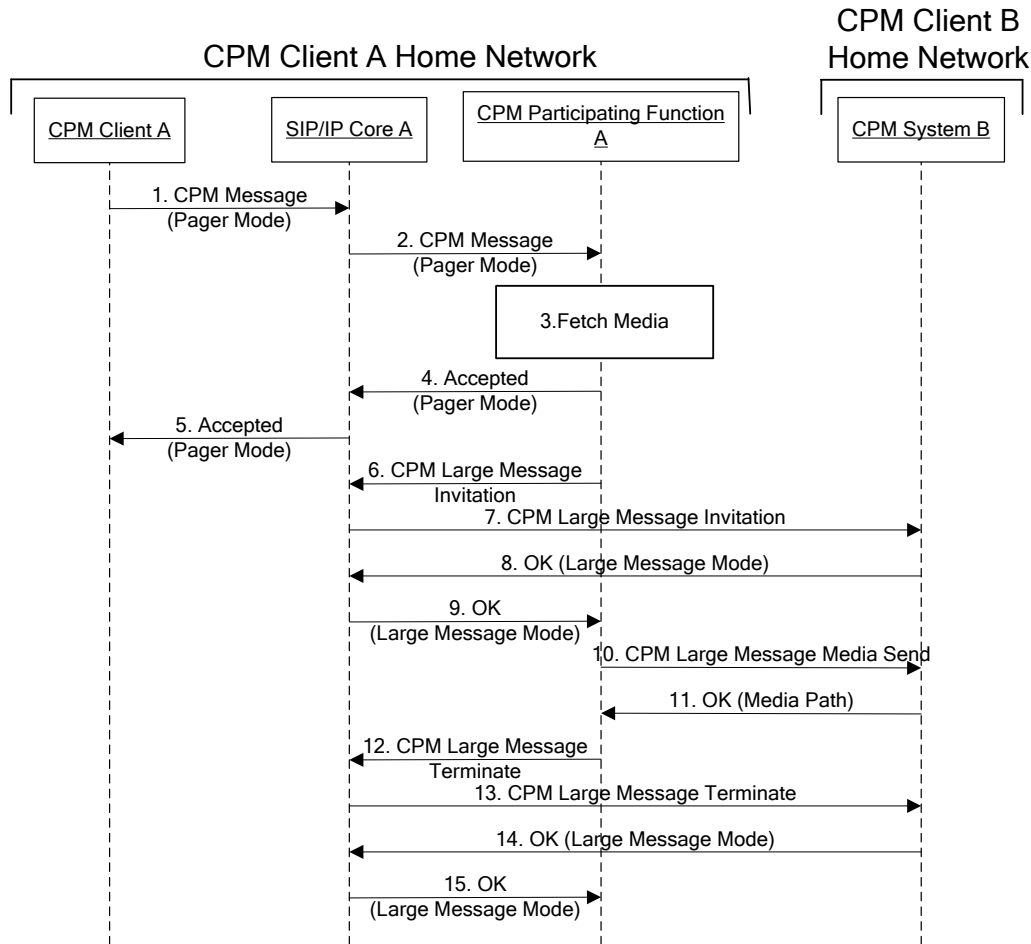 CPM Client B
Home Network
CPM Client A Home Network
CPM Client A
SIP/IP Core A
CPM Participating Function
A
CPM System B
1. CPM Message
(Pager Mode)
2. CPM Message
(Pager Mode)
3.Fetch Media
4. Accepted
(Pager Mode)
5. Accepted
(Pager Mode)
6. CPM Large Message
Invitation
7. CPM Large Message Invitation
8. OK (Large Message Mode)
9. OK
(Large Message Mode)
10. CPM Large Message Media Send
11. OK (Media Path)
12. CPM Large Message
Terminate
13. CPM Large Message Terminate
14. OK (Large Message Mode)
15. OK
(Large Message Mode)